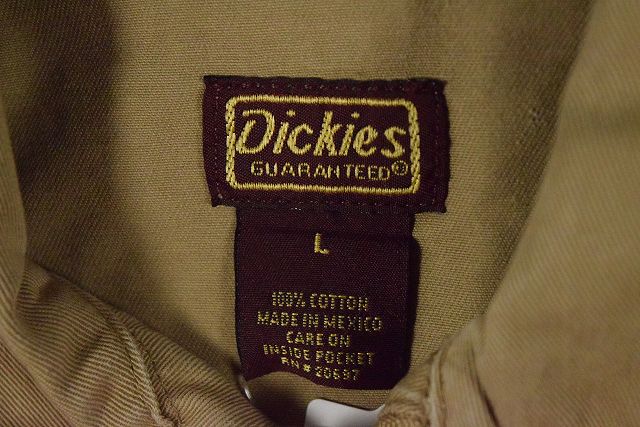 Dickies
GUARANTEED®
L
100% COTTON
MADE IN MEXICO
CARE ON
INSIDE POCKET
RN # 20697